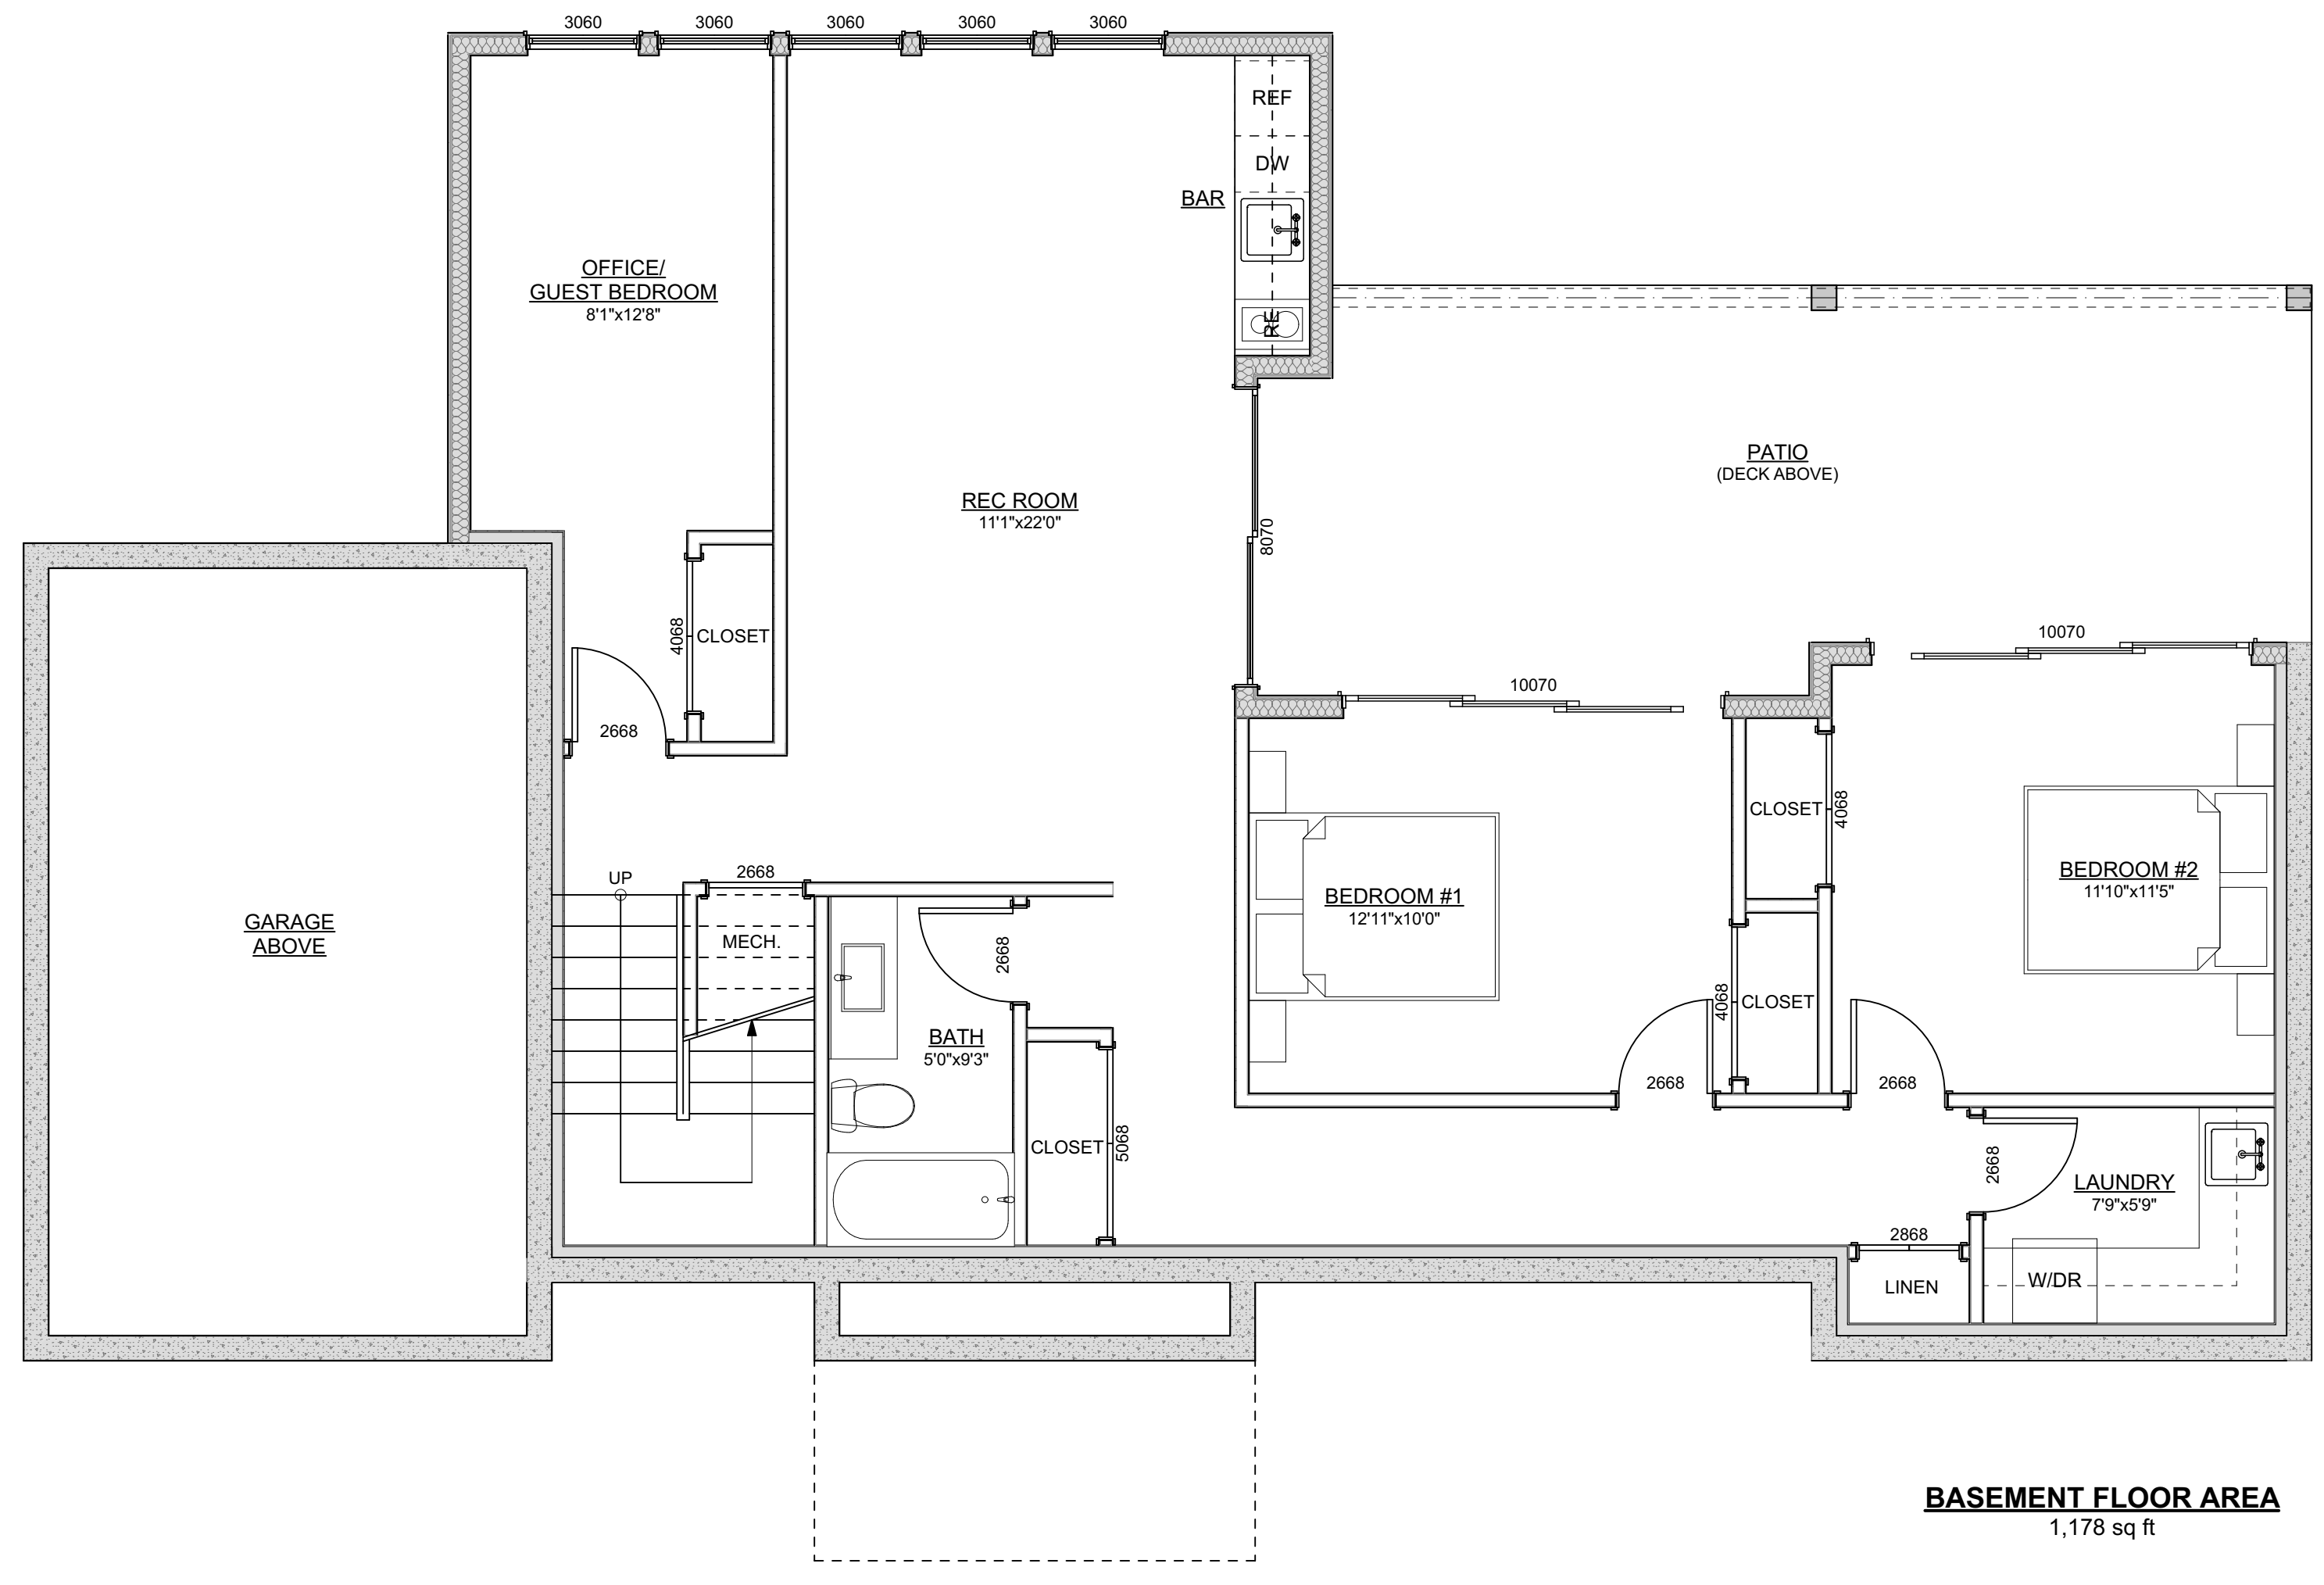 3060
3060
3060
3060
3060
REF
DW
BAR
OFFICE/
GUEST BEDROOM
8'1"x12'8"
RE
PATIO
(DECK ABOVE)
REC ROOM
11'1"x22'0"
8070
4068
CLOSET
10070
10070
2668
CLOSET
4068
UP
2668
BEDROOM #1
12'11"x10'0"
BEDROOM #2
11'10"x11'5"
GARAGE
ABOVE
MECH.
2668
4068
CLOSET
BATH
5'0"x9'3"
2668
2668
CLOSET
5068
2668
LAUNDRY
7'9"x5'9"
2868
LINEN
W/DR
BASEMENT FLOOR AREA
1,178 sq ft